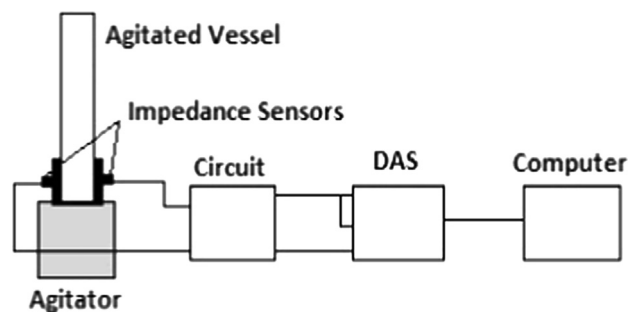 Agitated Vessel
Impedance Sensors
Circuit
DAS
Computer
Agitator